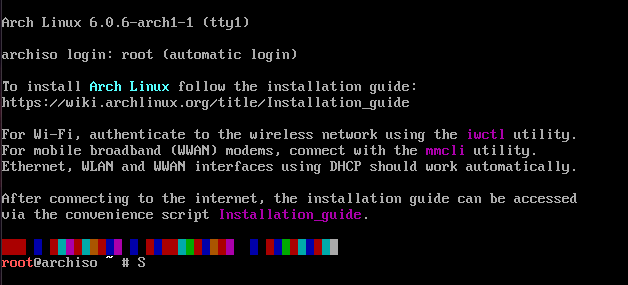 Arch Linux 6.0.6-arch1-1 (tty1)
archiso login: root (automatic login)
To install Arch Linux follow the installation guide:
https://wiki.archlinux.org/title/Installation_guide
For Wi-Fi, authenticate to the wireless network using the iwctl utility.
For mobile broadband (WWAN) modems, connect with the mmcli utility.
Ethernet, WLAN and WWAN interfaces using DHCP should work automatically.
After connecting to the internet, the installation guide can be accessed
via the convenience script Installation_guide.
root@archiso ~ # S